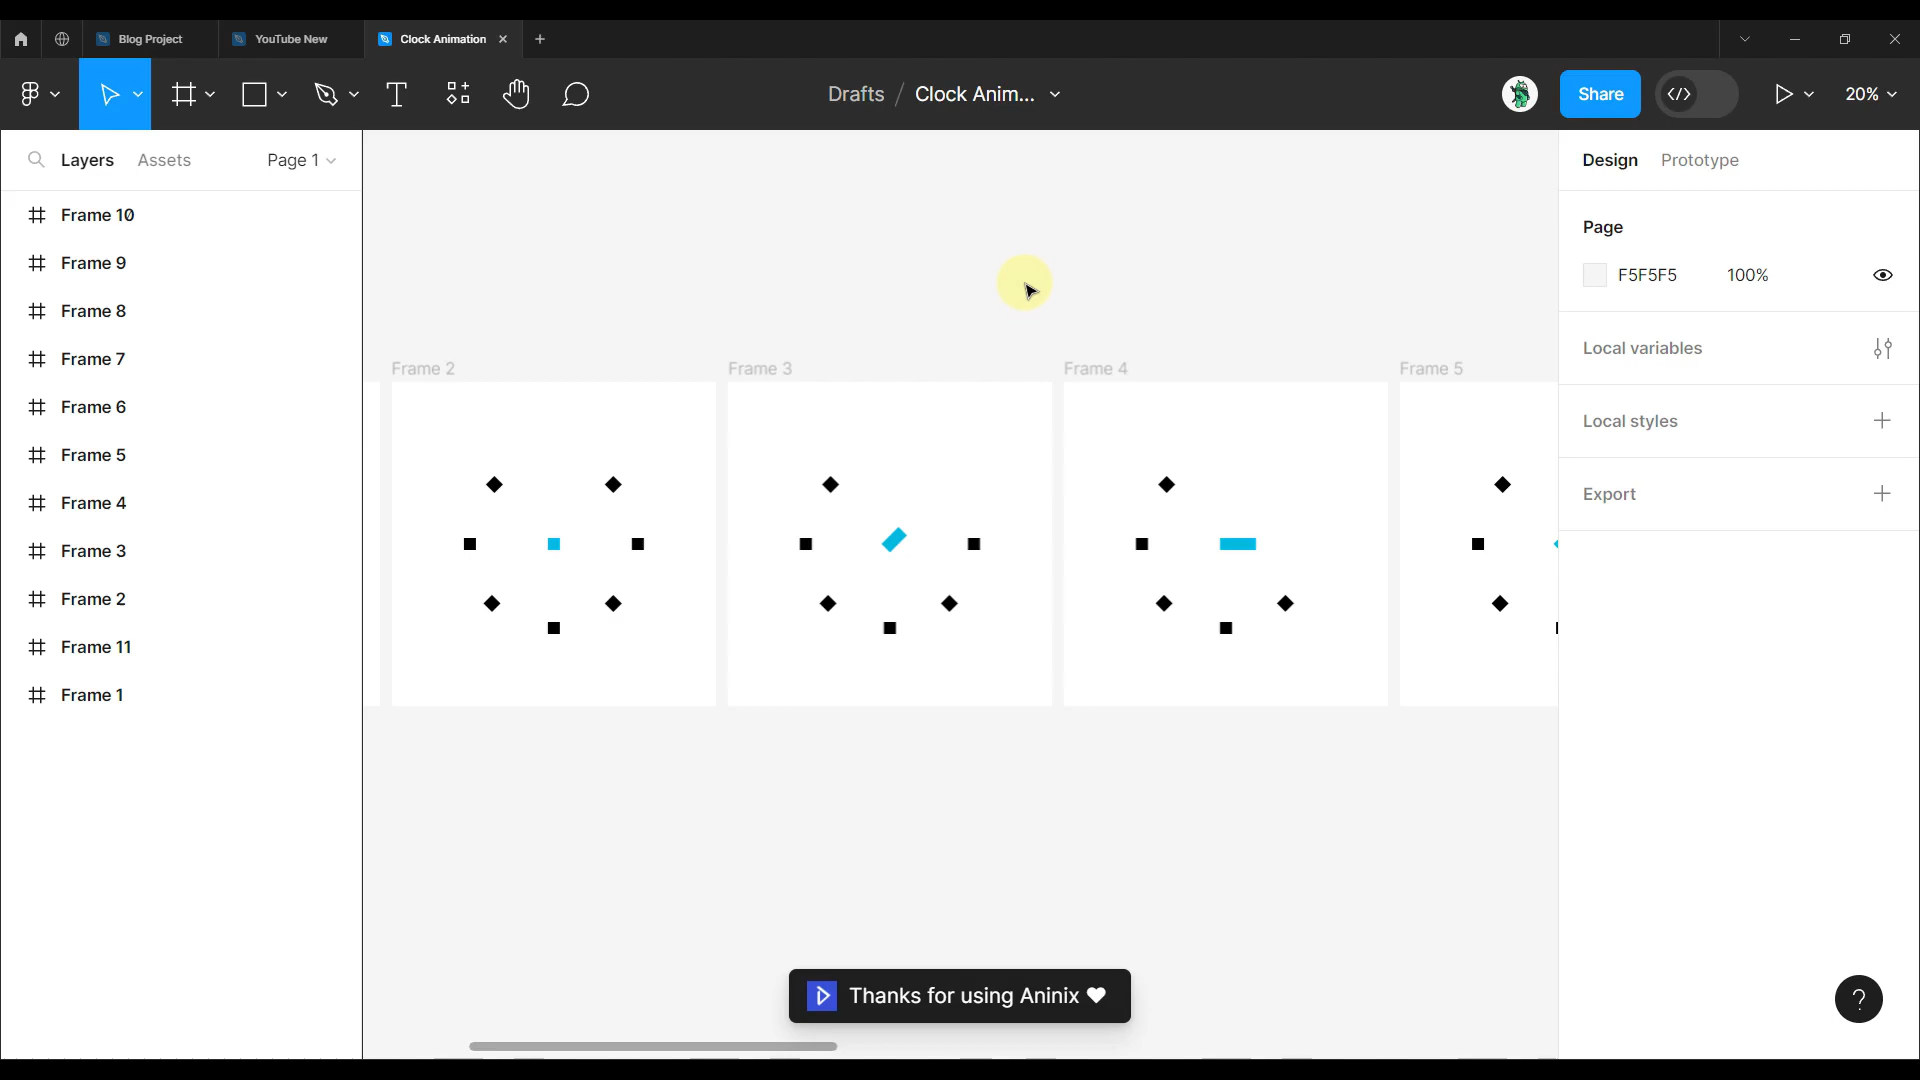 Blog Project
YouTube New
Clock Animation
Drafts / Clock Anim...
Share
20%
Layers
Assets
Page 1
Frame 10
Frame 9
Frame 8
Frame 7
Frame 6
Frame 5
Frame 4
Frame 3
Frame 2
Frame 11
Frame 1
Frame 2
Frame 3
Frame 4
Frame 5
Thanks for using Aninix ♥
Design
Prototype
Page
F5F5F5
100%
Local variables
Local styles
Export
?